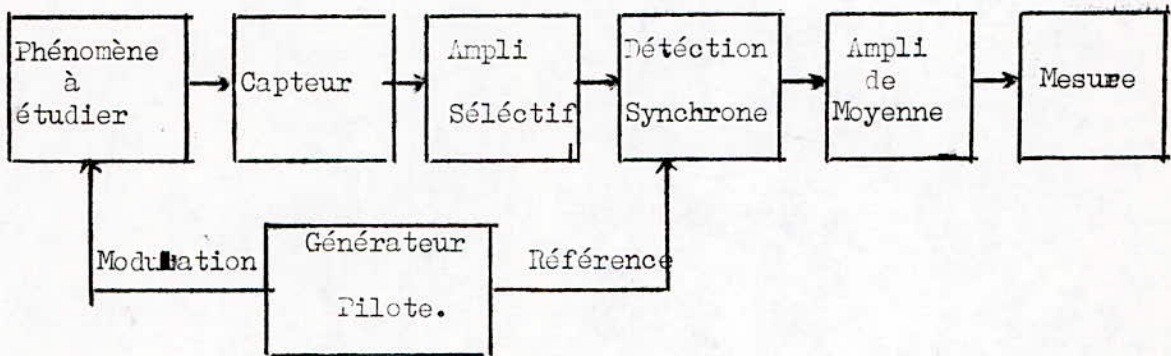 Phénomène
à
étudier
Capteur
Ampli
Séléctif
Détéction
Synchrone
Ampli
de
Moyenne
Mesure
Modulation
Générateur
Pilote.
Référence